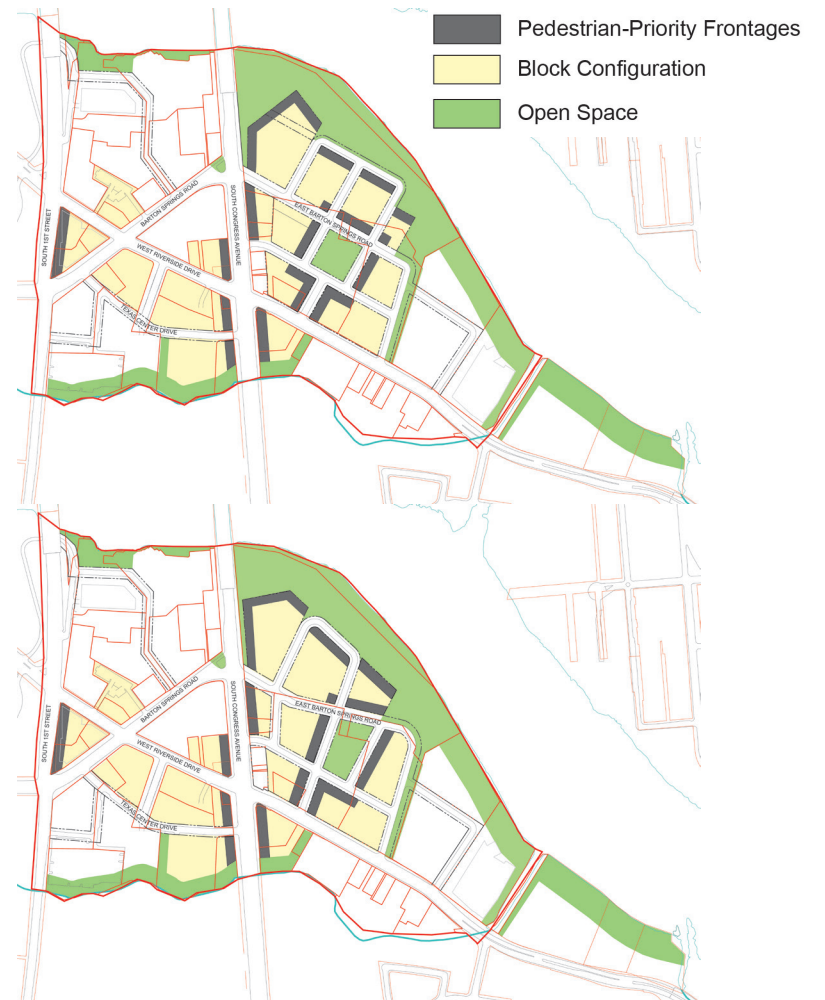 Pedestrian-Priority Frontages
Block Configuration
Open Space
SOUTH 1ST STREET
BARTON SPRINGS ROAD
SOUTH CONGRESS AVENUE
EAST BARTON SPRINGS ROAD
WEST RIVERSIDE DRIVE
TEXAS CENTER DRIVE
SOUTH 1ST STREET
BARTON SPRINGS ROAD
SOUTH CONGRESS AVENUE
EAST BARTON SPRINGS ROAD
WEST RIVERSIDE DRIVE
TEXAS CENTER DRIVE